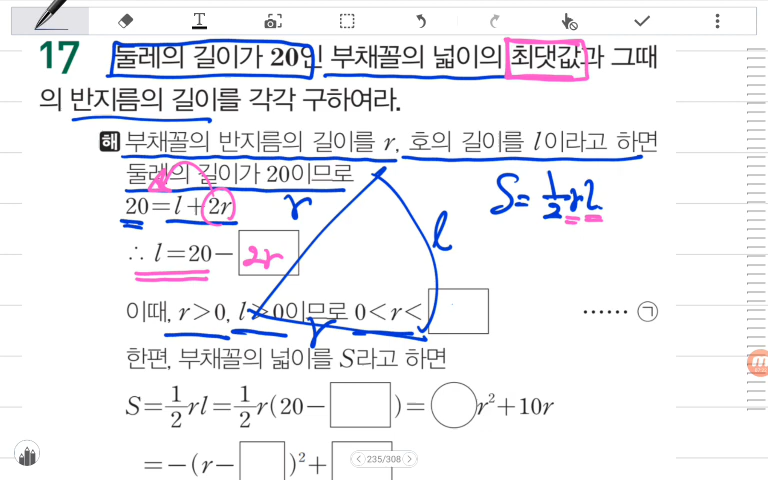 17 둘레의 길이가 20인 부채꼴의 넓이의 최댓값과 그때
의 반지름의 길이를 각각 구하여라.
해 부채꼴의 반지름의 길이를 r, 호의 길이를 l이라고 하면
둘레의 길이가 20이므로
20=l+2r r S=1/2 rl
∴ l=20- 2r l
이때, r>0, l>0이므로 0<r< …… ㉠
r
한편, 부채꼴의 넓이를 S라고 하면
S=1/2 rl=1/2 r(20- )= r²+10r
=-(r- )²+
235/308